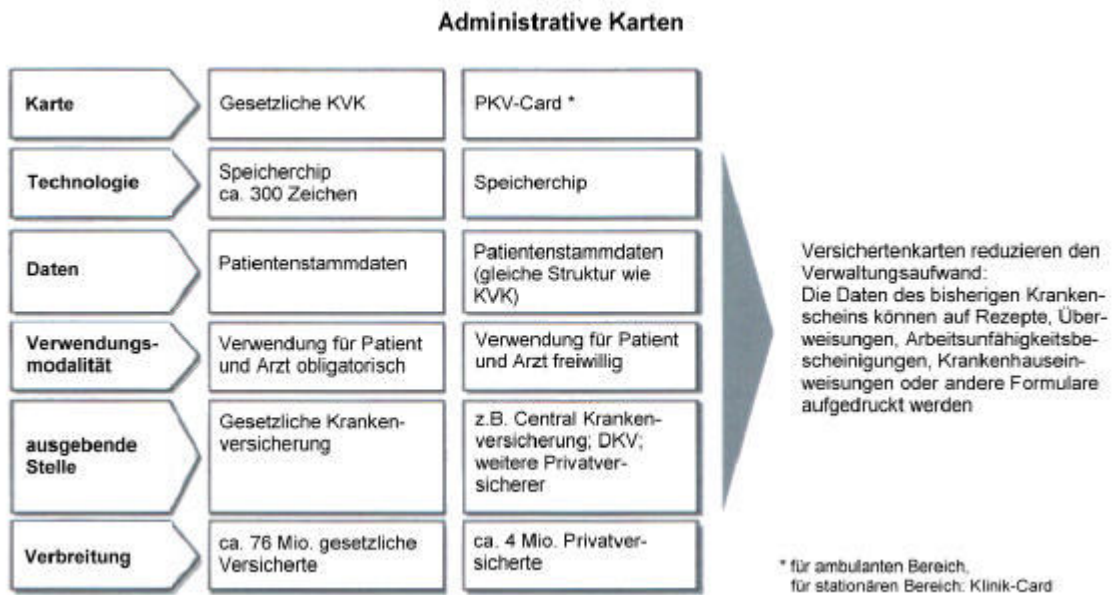 Administrative Karten
Karte
Gesetzliche KVK
PKV-Card *
Technologie
Speicherchip
ca. 300 Zeichen
Speicherchip
Daten
Patientenstammdaten
Patientenstammdaten
(gleiche Struktur wie
KVK)
Verwendungs-
modalität
Verwendung für Patient
und Arzt obligatorisch
Verwendung für Patient
und Arzt freiwillig
ausgebende
Stelle
Gesetzliche Kranken-
versicherung
z.B. Central Kranken-
versicherung; DKV;
weitere Privatver-
sicherer
Verbreitung
ca. 76 Mio. gesetzliche
Versicherte
ca. 4 Mio. Privatver-
sicherte
Versichertenkarten reduzieren den
Verwaltungsaufwand:
Die Daten des bisherigen Kranken-
scheins können auf Rezepte, Über-
weisungen, Arbeitsunfähigkeitsbe-
scheinigungen, Krankenhausein-
weisungen oder andere Formulare
aufgedruckt werden
* für ambulanten Bereich,
für stationären Bereich: Klinik-Card